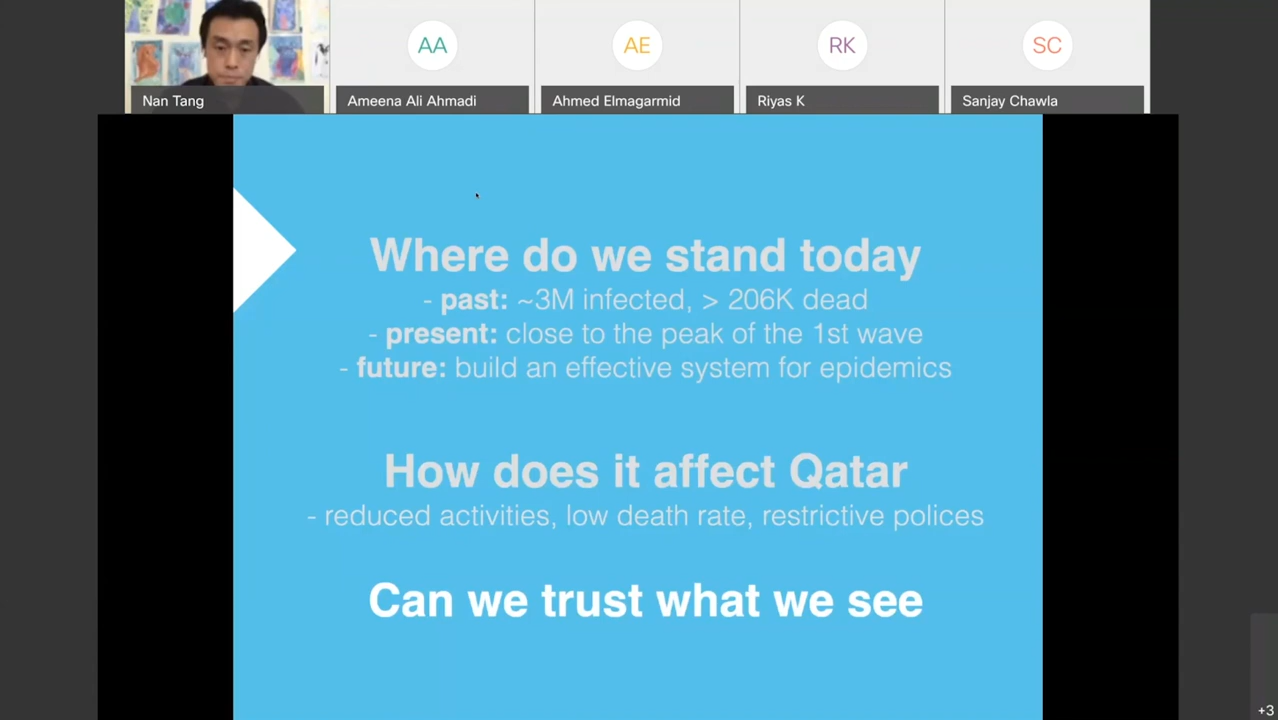 AA
AE
RK
SC
Nan Tang
Ameena Ali Ahmadi
Ahmed Elmagarmid
Riyas K
Sanjay Chawla
Where do we stand today
- past: ~3M infected, > 206K dead
- present: close to the peak of the 1st wave
- future: build an effective system for epidemics
How does it affect Qatar
- reduced activities, low death rate, restrictive polices
Can we trust what we see
+3